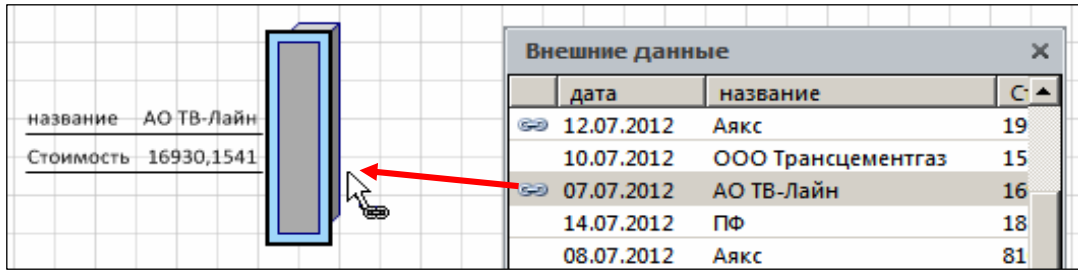 название АО ТВ-Лайн
Стоимость 16930,1541
Внешние данные
дата название С
12.07.2012 Аякс 19
10.07.2012 ООО Трансцементгаз 15
07.07.2012 АО ТВ-Лайн 16
14.07.2012 ПФ 18
08.07.2012 Аякс 81